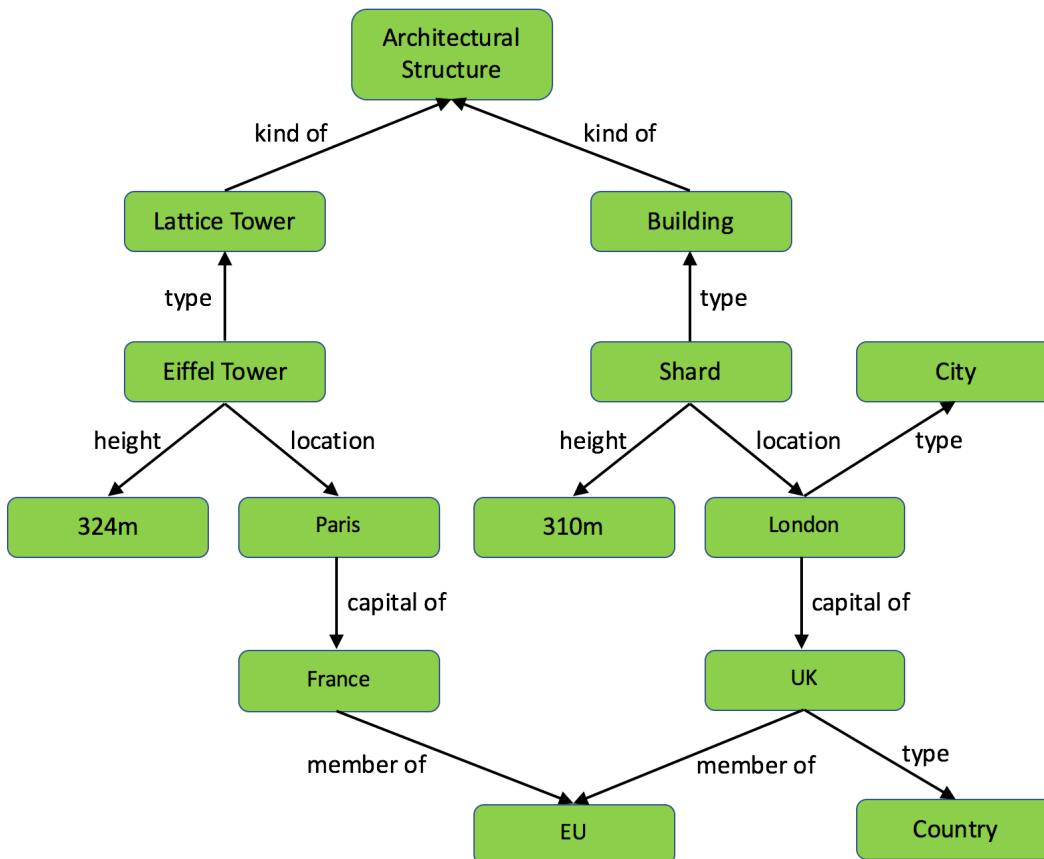 Architectural
Structure
kind of
kind of
Lattice Tower
Building
type
type
Eiffel Tower
Shard
City
height
location
height
location
type
324m
Paris
310m
London
capital of
capital of
France
UK
member of
member of
type
EU
Country